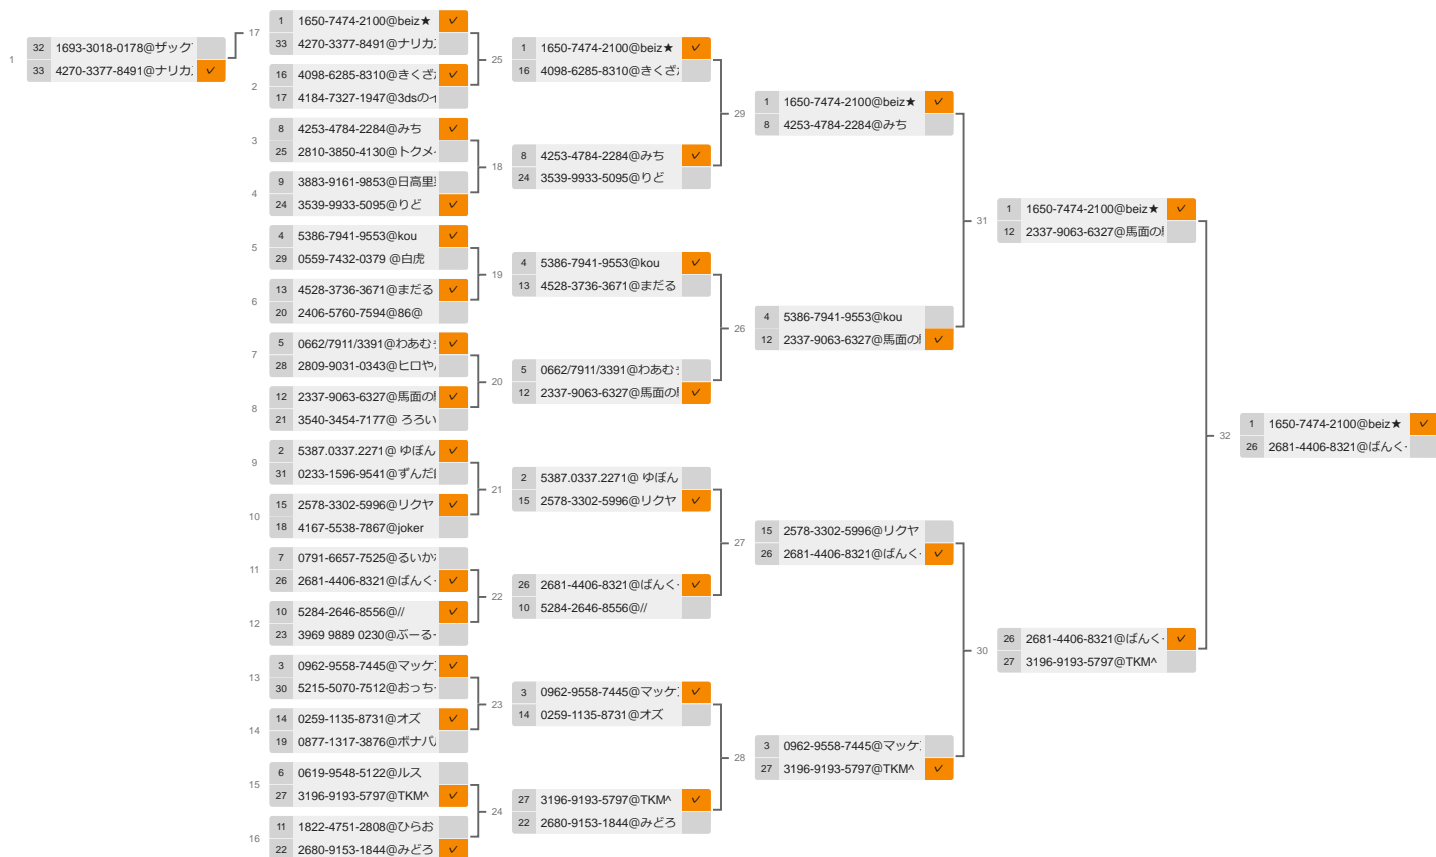 1
32 1693-3018-0178@ザック
33 4270-3377-8491@ナリカ
17
1 1650-7474-2100@beiz★ ✓
33 4270-3377-8491@ナリカ
2
16 4098-6285-8310@きくざ
17 4184-7327-1947@3dsの
3
8 4253-4784-2284@みち
25 2810-3850-4130@トクメ
4
9 3883-9161-9853@日高里
24 3539-9933-5095@りど
5
4 5386-7941-9553@kou
29 0559-7432-0379 @白虎
6
13 4528-3736-3671@まだる
20 2406-5760-7594@86@
7
5 0662/7911/3391@わあむ
28 2809-9031-0343@ヒロや
8
12 2337-9063-6327@馬面の
21 3540-3454-7177@ ろろい
9
2 5387.0337.2271@ ゆぼん
31 0233-1596-9541@ずんだ
10
15 2578-3302-5996@リクヤ
18 4167-5538-7867@joker
11
7 0791-6657-7525@るいか
26 2681-4406-8321@ばんく
12
10 5284-2646-8556@//
23 3969 9889 0230@ぶーる
13
3 0962-9558-7445@マッケ
30 5215-5070-7512@おっち
14
14 0259-1135-8731@オズ
19 0877-1317-3876@ボナパ
15
6 0619-9548-5122@ルス
27 3196-9193-5797@TKM^
16
11 1822-4751-2808@ひらお
22 2680-9153-1844@みどろ
25
1 1650-7474-2100@beiz★
16 4098-6285-8310@きくざ
18
8 4253-4784-2284@みち
24 3539-9933-5095@りど
19
4 5386-7941-9553@kou
13 4528-3736-3671@まだる
20
5 0662/7911/3391@わあむ
12 2337-9063-6327@馬面の
21
2 5387.0337.2271@ ゆぼん
15 2578-3302-5996@リクヤ
22
26 2681-4406-8321@ばんく
10 5284-2646-8556@//
23
3 0962-9558-7445@マッケ
14 0259-1135-8731@オズ
24
27 3196-9193-5797@TKM^
22 2680-9153-1844@みどろ
29
1 1650-7474-2100@beiz★
8 4253-4784-2284@みち
26
4 5386-7941-9553@kou
12 2337-9063-6327@馬面の
27
15 2578-3302-5996@リクヤ
26 2681-4406-8321@ばんく
28
3 0962-9558-7445@マッケ
27 3196-9193-5797@TKM^
31
1 1650-7474-2100@beiz★
12 2337-9063-6327@馬面の
30
26 2681-4406-8321@ばんく
27 3196-9193-5797@TKM^
32
1 1650-7474-2100@beiz★
26 2681-4406-8321@ばんく